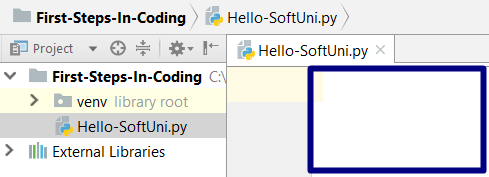 First-Steps-In-Coding Hello-SoftUni.py
Project
Hello-SoftUni.py
First-Steps-In-Coding C:\
venv library root
Hello-SoftUni.py
External Libraries